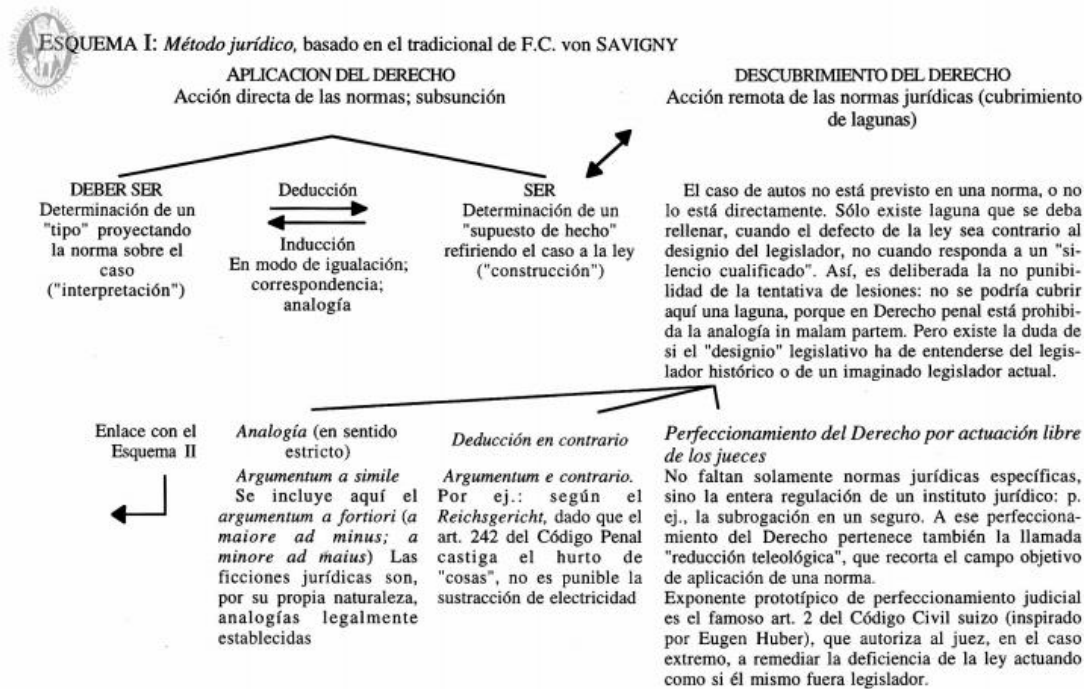 ESQUEMA I: Método jurídico, basado en el tradicional de F.C. von SAVIGNY
APLICACION DEL DERECHO
Acción directa de las normas; subsunción
DESCUBRIMIENTO DEL DERECHO
Acción remota de las normas jurídicas (cubrimiento
de lagunas)
DEBER SER
Determinación de un
"tipo" proyectando
la norma sobre el
caso
("interpretación")
Deducción
Inducción
En modo de igualación;
correspondencia;
analogía
SER
Determinación de un
"supuesto de hecho"
refiriendo el caso a la ley
("construcción")
El caso de autos no está previsto en una norma, o no
lo está directamente. Sólo existe laguna que se deba
rellenar, cuando el defecto de la ley sea contrario al
designio del legislador, no cuando responda a un "si-
lencio cualificado". Así, es deliberada la no punibi-
lidad de la tentativa de lesiones: no se podría cubrir
aquí una laguna, porque en Derecho penal está prohibi-
da la analogía in malam partem. Pero existe la duda de
si el "designio" legislativo ha de entenderse del legis-
lador histórico o de un imaginado legislador actual.
Enlace con el
Esquema II
Analogía (en sentido
estricto)
Argumentum a simile
Se incluye aquí el
argumentum a fortiori (a
maiore ad minus; a
minore ad maius) Las
ficciones jurídicas son,
por su propia naturaleza,
analogías legalmente
establecidas
Deducción en contrario
Argumentum e contrario.
Por ej.: según el
Reichsgericht, dado que el
art. 242 del Código Penal
castiga el hurto de
"cosas", no es punible la
sustracción de electricidad
Perfeccionamiento del Derecho por actuación libre
de los jueces
No faltan solamente normas jurídicas específicas,
sino la entera regulación de un instituto jurídico: p.
ej., la subrogación en un seguro. A ese perfecciona-
miento del Derecho pertenece también la llamada
"reducción teleológica", que recorta el campo objetivo
de aplicación de una norma.
Exponente prototípico de perfeccionamiento judicial
es el famoso art. 2 del Código Civil suizo (inspirado
por Eugen Huber), que autoriza al juez, en el caso
extremo, a remediar la deficiencia de la ley actuando
como si él mismo fuera legislador.